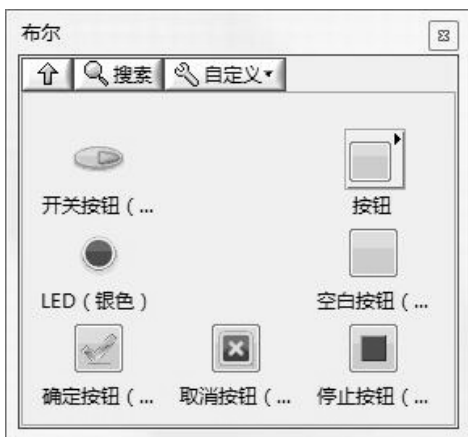 布尔
搜索 自定义
开关按钮 ( ... 按钮
LED ( 银色 ) 空白按钮 ( ...
确定按钮 ( ... 取消按钮 ( ... 停止按钮 ( ...